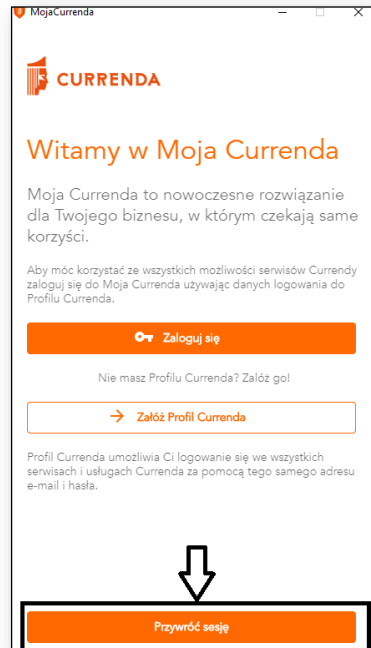 MojaCurrenda
CURRENDA
Witamy w Moja Currenda
Moja Currenda to nowoczesne rozwiązanie
dla Twojego biznesu, w którym czekają same
korzyści.
Aby móc korzystać ze wszystkich możliwości serwisów Currendy
zaloguj się do Moja Currenda używając danych logowania do
Profilu Currenda.
Zaloguj się
Nie masz Profilu Currenda? Załóż go!
Załóż Profil Currenda
Profil Currenda umożliwia Ci logowanie się we wszystkich
serwisach i usługach Currenda za pomocą tego samego adresu
e-mail i hasła.
Przywróć sesję